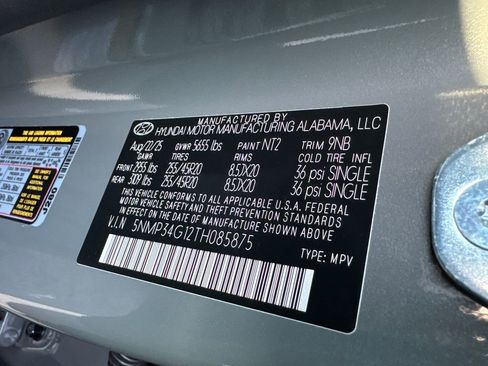 MANUFACTURED BY
HYUNDAI MOTOR MANUFACTURING ALABAMA, LLC
Aug/20/25 GVWR 5655 lbs PAINT NT2 TRIM 9NB
GAWR TIRES RIMS COLD TIRE INFL
FRONT 2955 lbs 255/45R20 8.5JX20 36 psi SINGLE
REAR lbs 255/45R20 8.5JX20 36 psi SINGLE
THIS VEHICLE CONFORMS TO ALL APPLICABLE U.S.A. FEDERAL
MOTOR VEHICLE SAFETY AND THEFT PREVENTION STANDARDS
IN EFFECT ON THE DATE OF MANUFACTURE SHOWN ABOVE.
V.I.N 5NMP34G12TH085875
TYPE: MPV